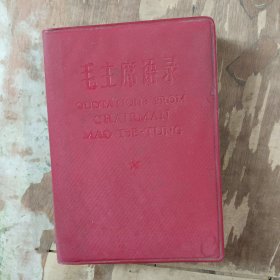 毛主席语录
QUOTATIONS FROM
CHAIRMAN
MAO TSE-TUNG